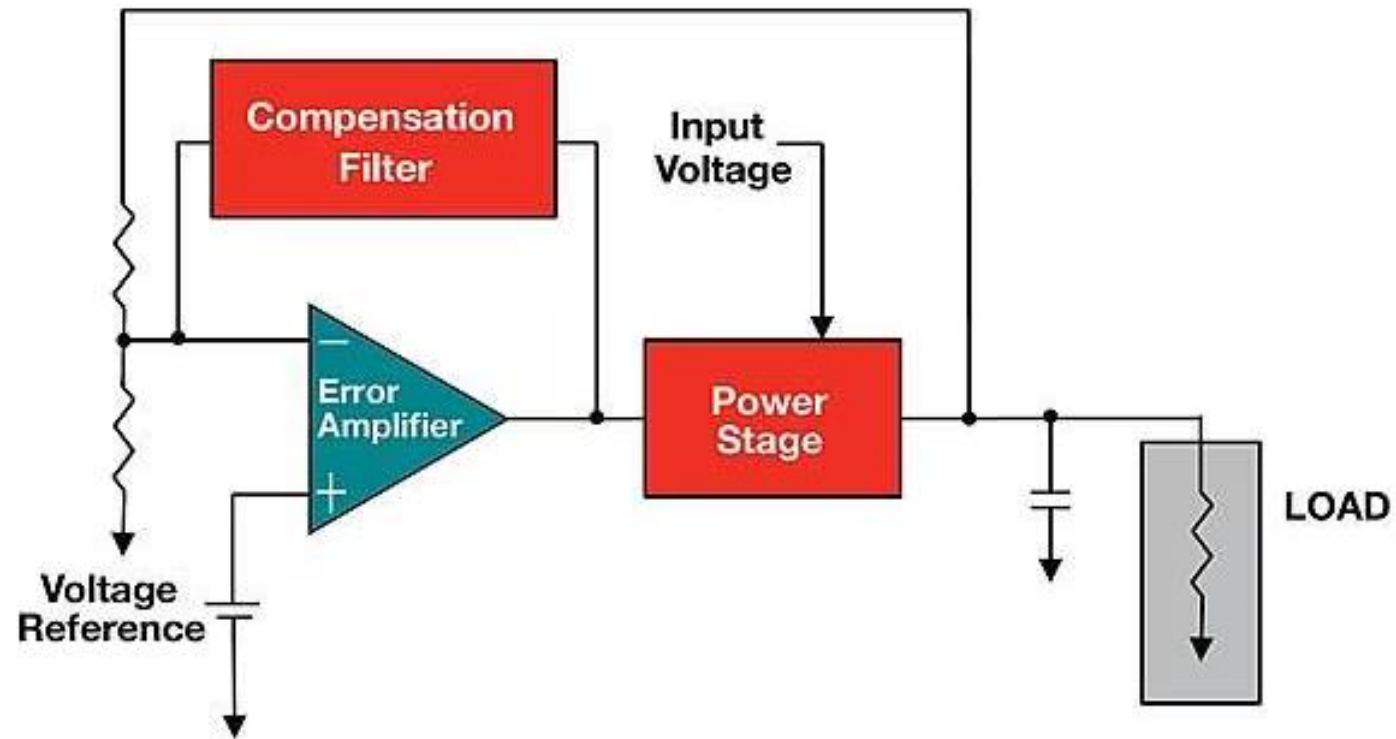 Compensation
Filter
Input
Voltage
−
Error
Amplifier
+
Power
Stage
LOAD
Voltage
Reference